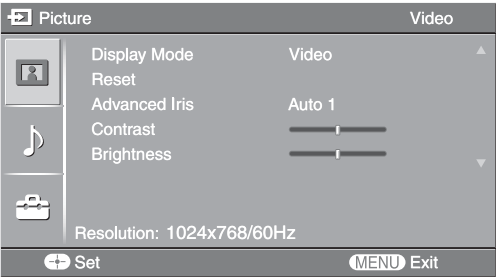 Picture Video
Display Mode Video
Reset
Advanced Iris Auto 1
Contrast
Brightness
Resolution: 1024x768/60Hz
Set MENU Exit